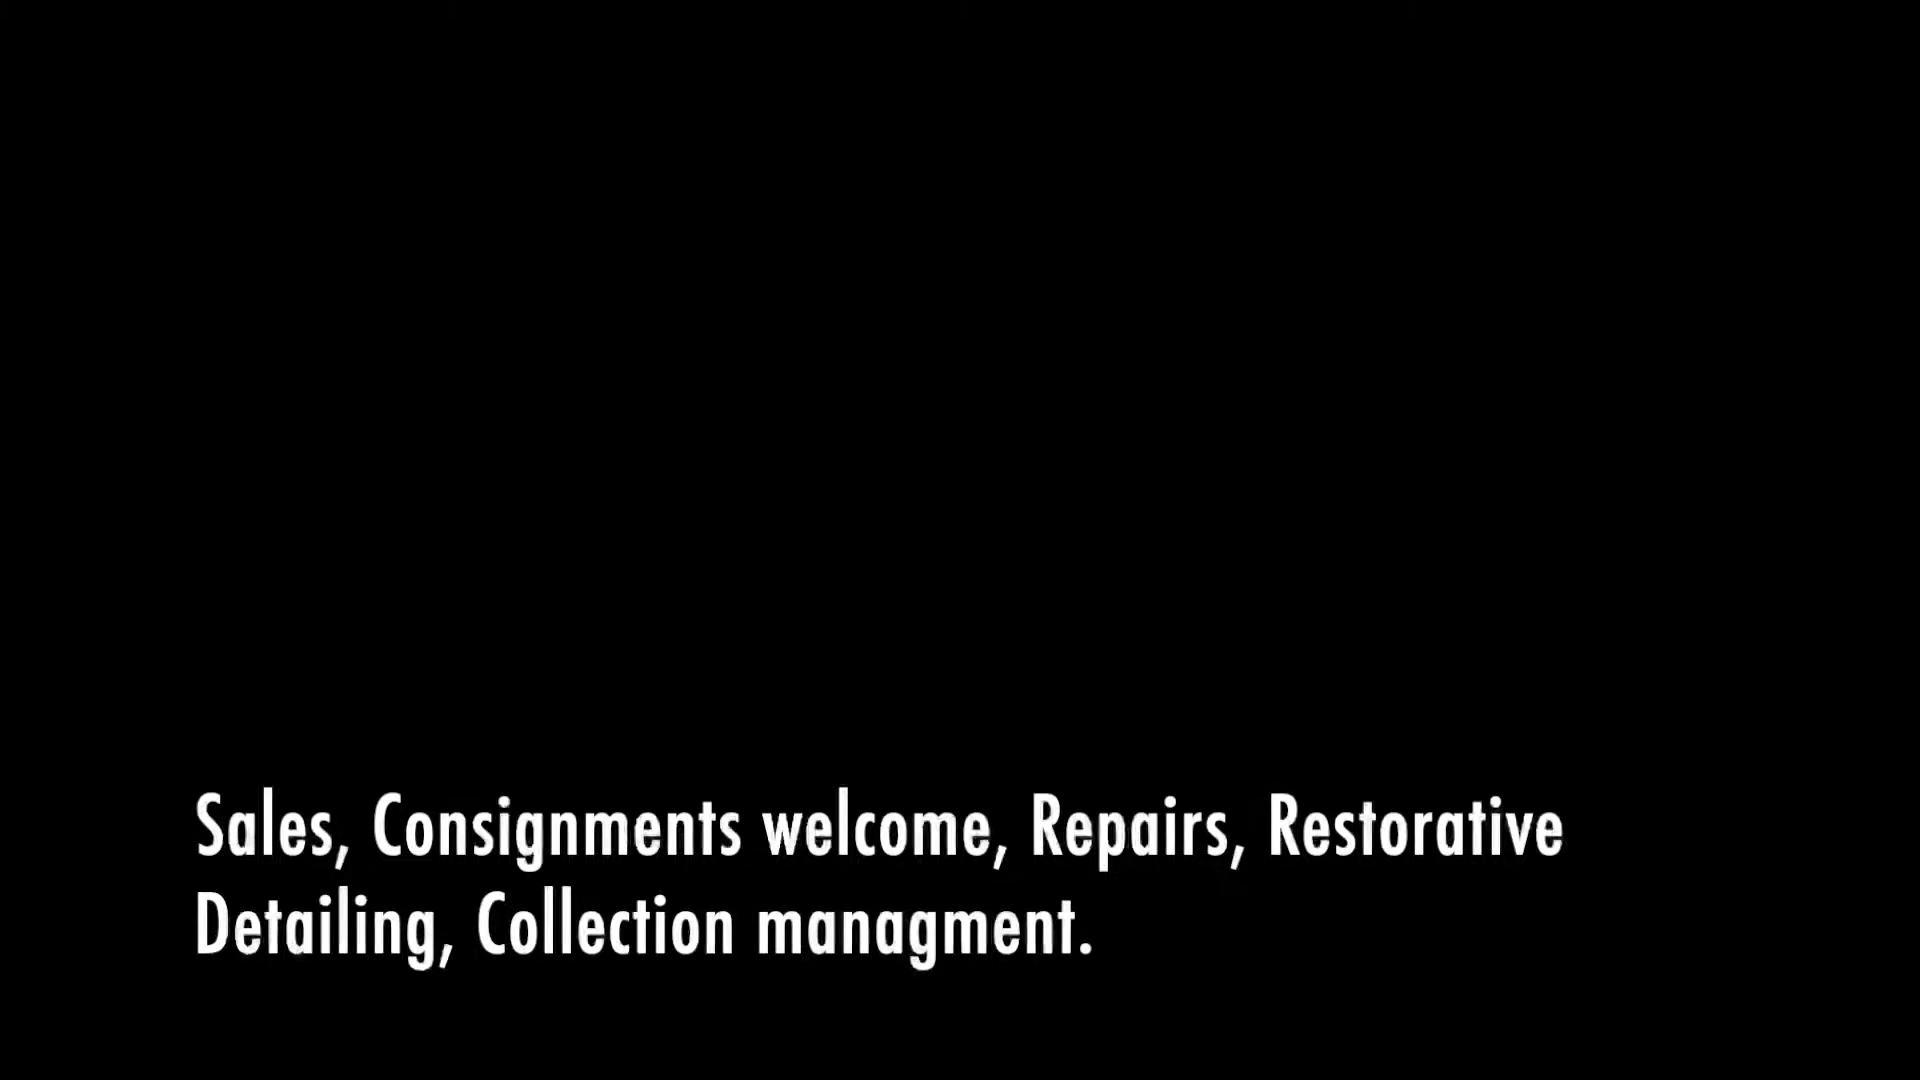 Sales, Consignments welcome, Repairs, Restorative
Detailing, Collection managment.